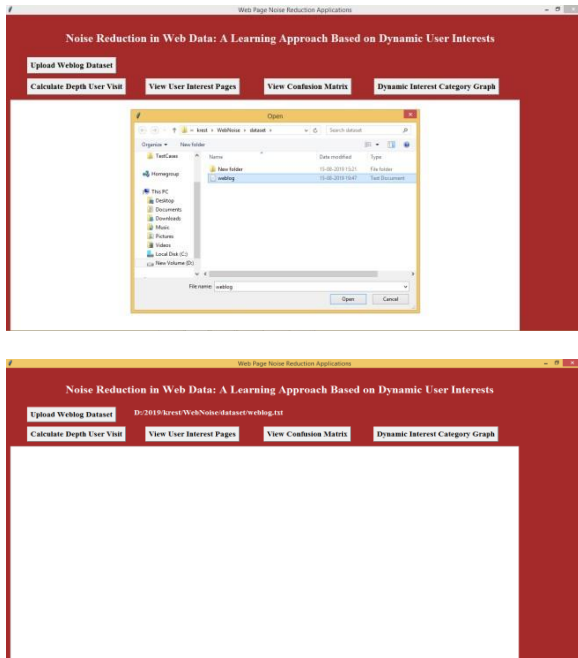 Web Page Noise Reduction Applications
Noise Reduction in Web Data: A Learning Approach Based on Dynamic User Interests
Upload Weblog Dataset
Calculate Depth User Visit View User Interest Pages View Confusion Matrix Dynamic Interest Category Graph
Open
« krest › WebNoise › dataset › Search dataset
Organize New folder
TestCases Name Date modified Type
New folder 15-08-2019 13:21 File folder
Homegroup weblog Text Document
This PC
Desktop
Documents
Downloads
Music
Pictures
Videos
Local Disk (C:)
New Volume (D:)
File name: weblog
Open Cancel
Web Page Noise Reduction Applications
Noise Reduction in Web Data: A Learning Approach Based on Dynamic User Interests
Upload Weblog Dataset D:/2019/krest/WebNoise/dataset/weblog.txt
Calculate Depth User Visit View User Interest Pages View Confusion Matrix Dynamic Interest Category Graph